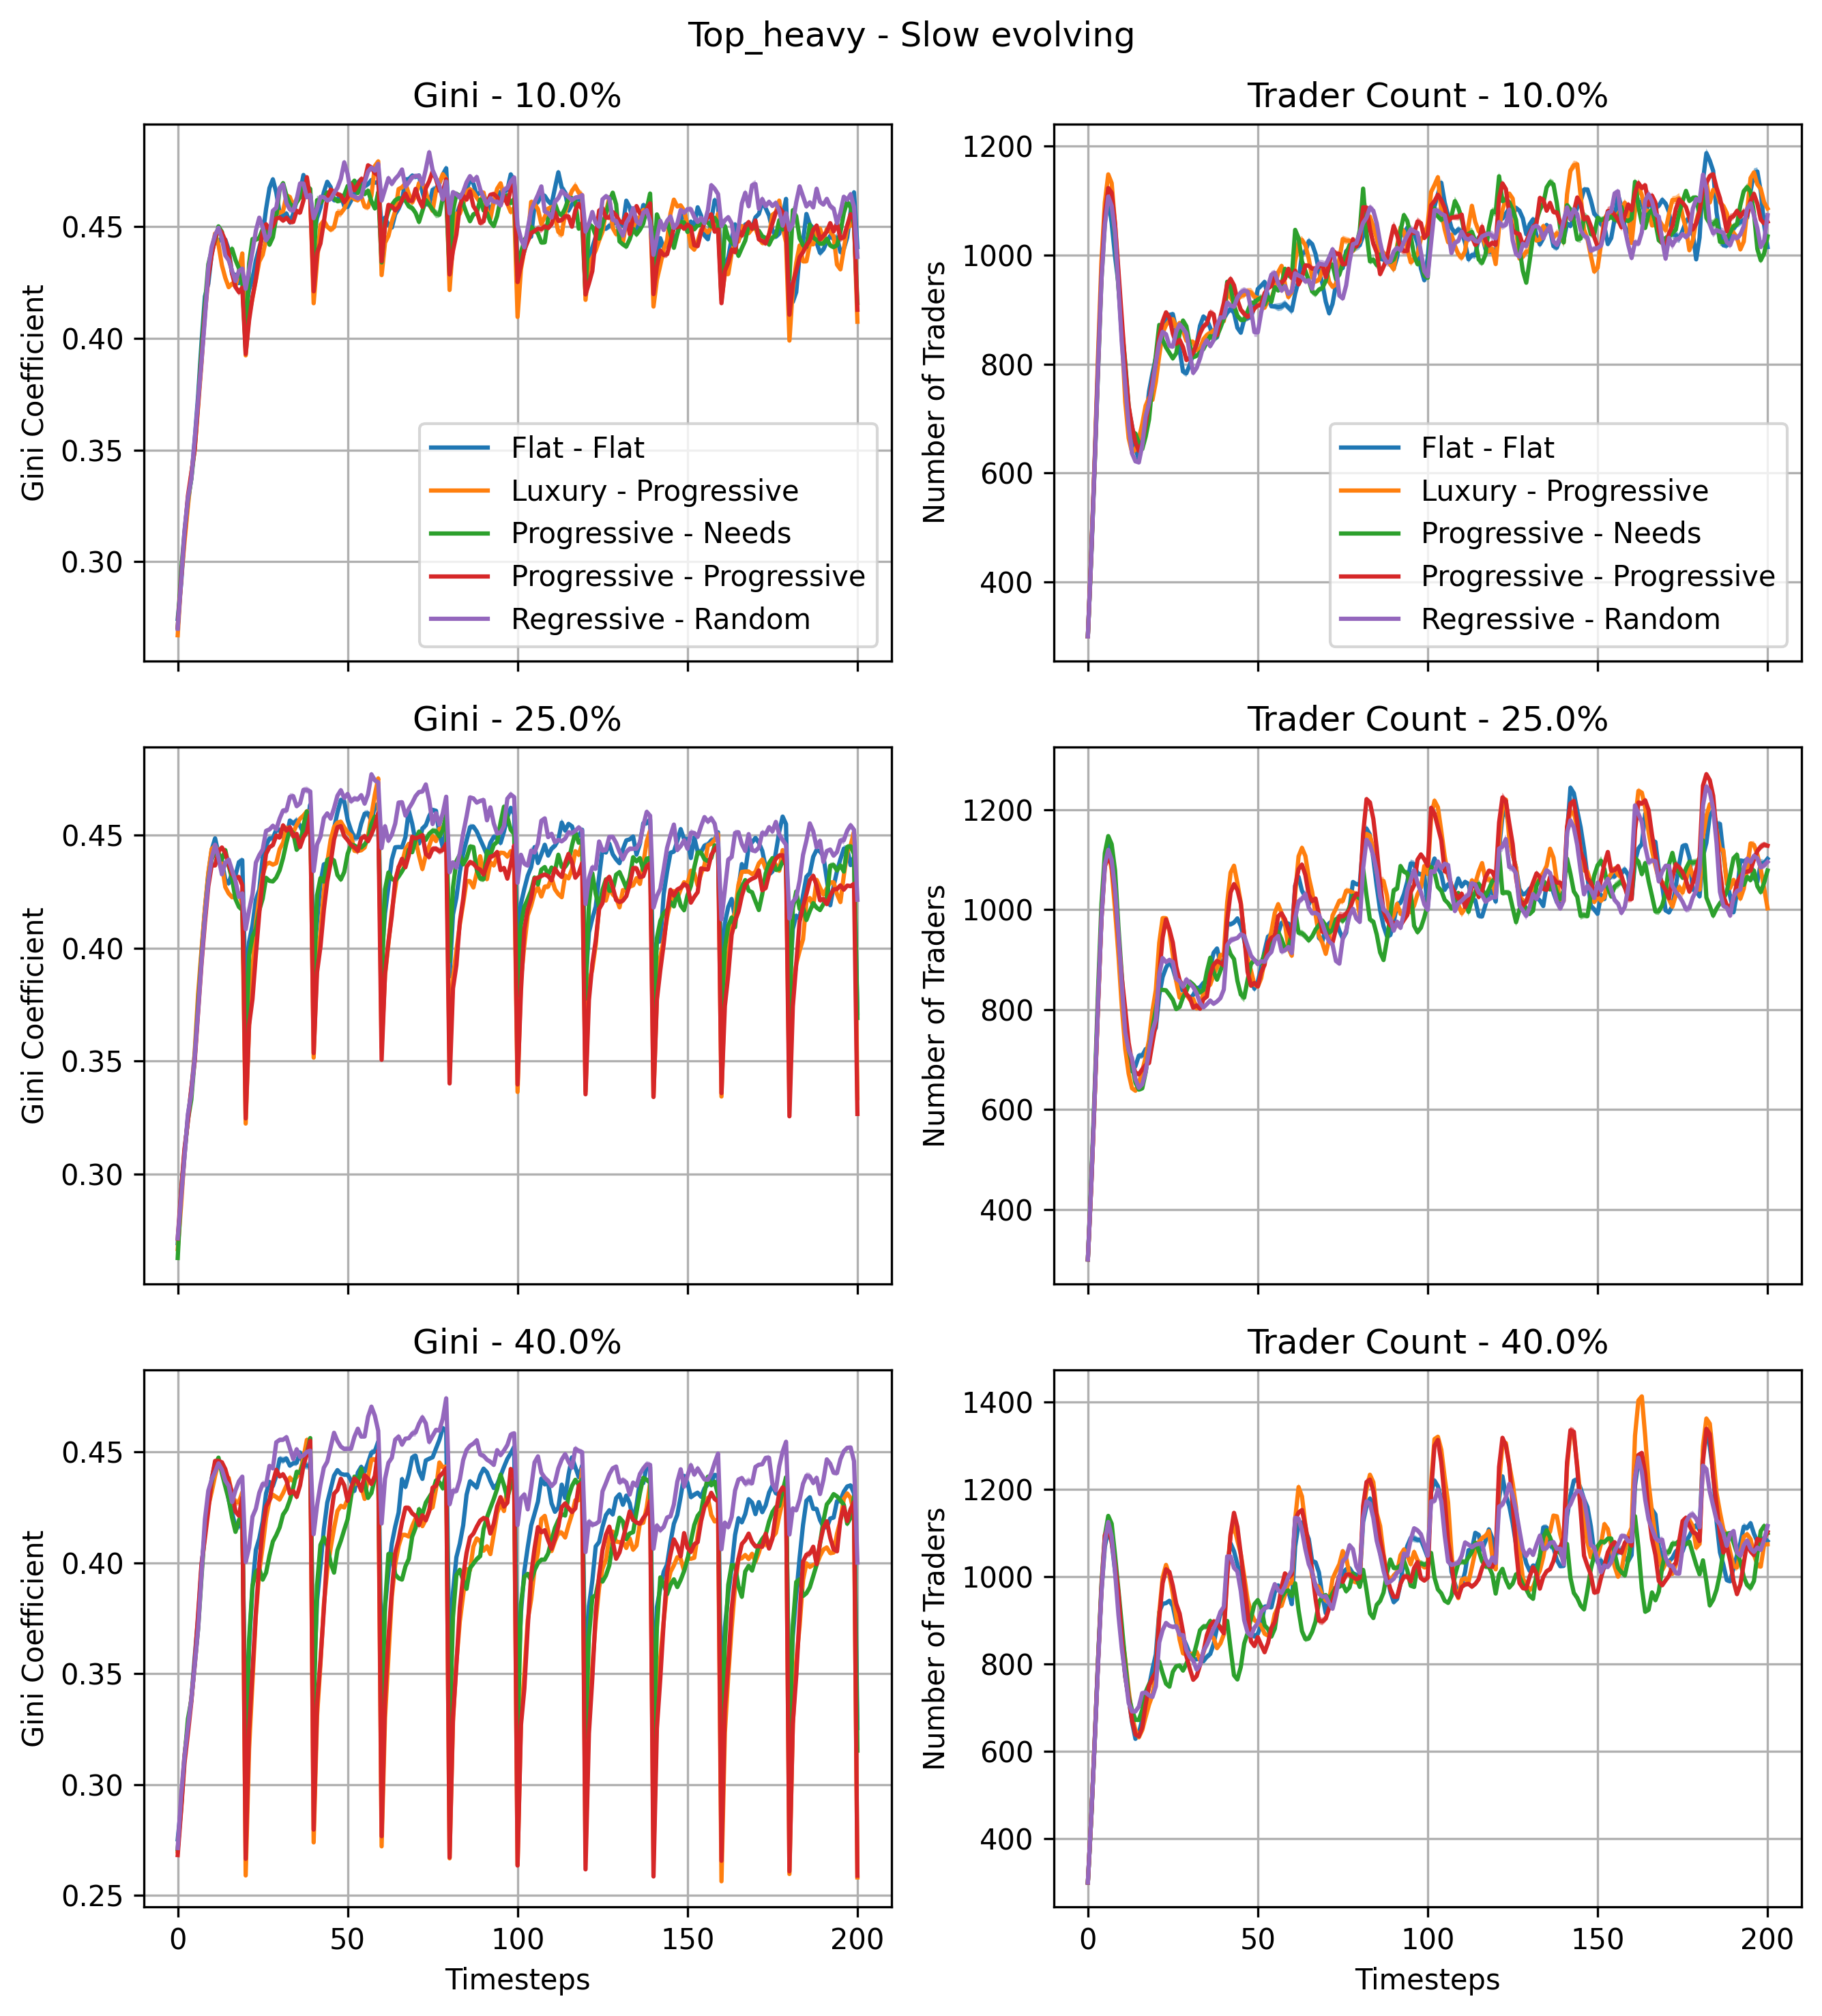 Top_heavy - Slow evolving
Gini - 10.0%
Trader Count - 10.0%
Gini Coefficient
0.45
0.40
0.35
0.30
Flat - Flat
Luxury - Progressive
Progressive - Needs
Progressive - Progressive
Regressive - Random
Number of Traders
1200
1000
800
600
400
Flat - Flat
Luxury - Progressive
Progressive - Needs
Progressive - Progressive
Regressive - Random
Gini - 25.0%
Trader Count - 25.0%
Gini Coefficient
0.45
0.40
0.35
0.30
Number of Traders
1200
1000
800
600
400
Gini - 40.0%
Trader Count - 40.0%
Gini Coefficient
0.45
0.40
0.35
0.30
0.25
0 50 100 150 200
Timesteps
Number of Traders
1400
1200
1000
800
600
400
0 50 100 150 200
Timesteps